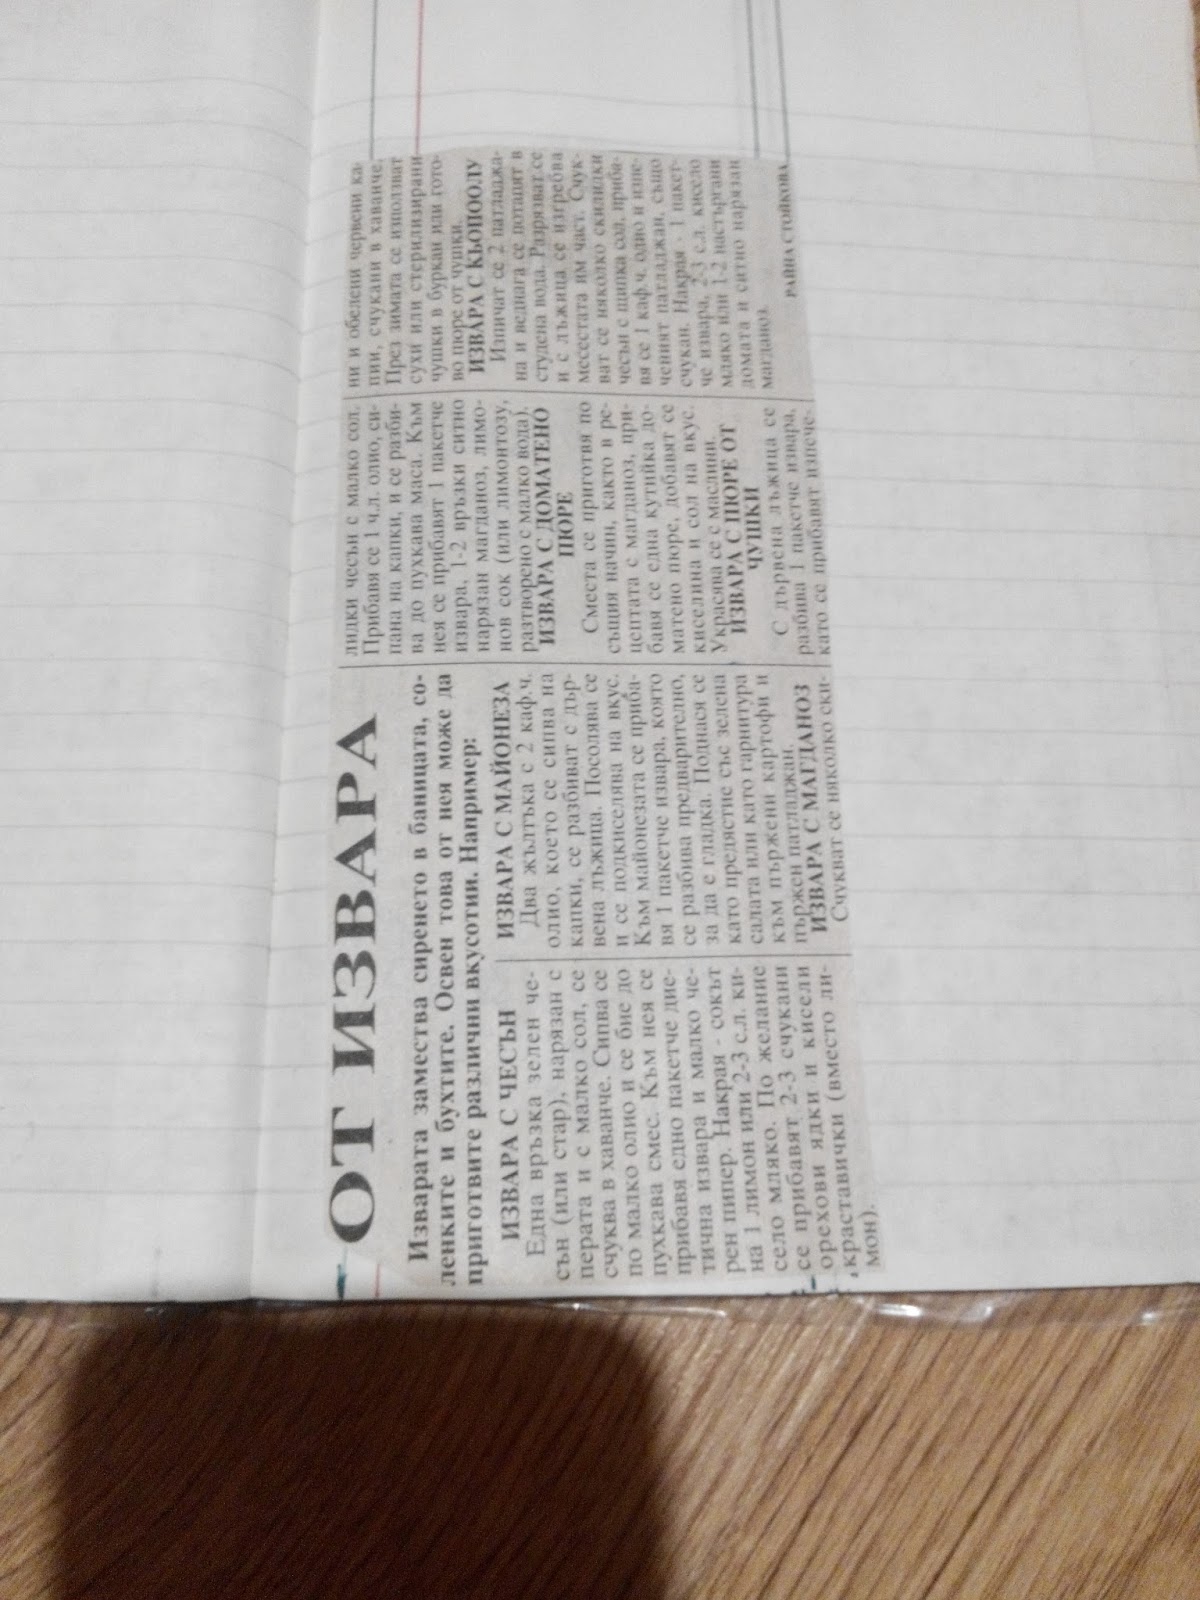 ОТ ИЗВАРА
Изварата замества сиренето в баницата, со-
ленките и бухтите. Освен това от нея може да
приготвите различни вкусотии. Например:
ИЗВАРА С ЧЕСЪН
Една връзка зелен че-
сън (или стар), нарязан с
перата и с малко сол, се
счуква в хаванче. Сипва се
по малко олио и се бие до
пухкава смес. Към нея се
прибавя едно пакетче дие-
тична извара и малко че-
рен пипер. Накрая - сокът
на 1 лимон или 2-3 с.л. ки-
село мляко. По желание
се прибавят 2-3 счукани
орехови ядки и кисели
краставички (вместо ли-
мон).
ИЗВАРА С МАЙОНЕЗА
Два жълтъка с 2 каф.ч.
олио, което се сипва на
капки, се разбиват с дър-
вена лъжица. Посолява се
и се подкиселява на вкус.
Към майонезата се приба-
вя 1 пакетче извара, която
се разбива предварително,
за да е гладка. Поднася се
като предястие със зелена
салата или като гарнитура
към пържени картофи и
пържен патладжан.
ИЗВАРА С МАГДАНОЗ
Счукват се няколко ски-
лидки чесън с малко сол.
Прибавя се 1 ч.л. олио, си-
пана на капки, и се разби-
ва до пухкава маса. Към
нея се прибавят 1 пакетче
извара, 1-2 връзки ситно
нарязан магданоз, лимо-
нов сок (или лимонтозу,
разтворено с малко вода).
ИЗВАРА С ДОМАТЕНО
ПЮРЕ
Сместа се приготвя по
същия начин, както в ре-
цептата с магданоз, при-
бавя се една кутийка до-
матено пюре, добавят се
киселина и сол на вкус.
Украсява се с маслини.
ИЗВАРА С ПЮРЕ ОТ
ЧУШКИ
С дървена лъжица се
разбива 1 пакетче извара,
като се прибавят изпече-
ни и обелени червени ка-
пии, счукани в хаванче.
През зимата се използват
сухи или стерилизирани
чушки в буркан или гото-
во пюре от чушки.
ИЗВАРА С КЬОПООЛУ
Изпичат се 2 патладжа-
на и веднага се потапят в
студена вода. Разрязват се
и с лъжица се изгребва
месестата им част. Счук-
ват се няколко скилидки
чесън с щипка сол, приба-
вя се 1 каф.ч. олио и изпе-
ченият патладжан, също
счукан. Накрая - 1 пакет-
че извара, 2-3 с.л. кисело
мляко или 1-2 настъргани
домата и ситно нарязан
магданоз.
РАЙНА СТОЙКОВА